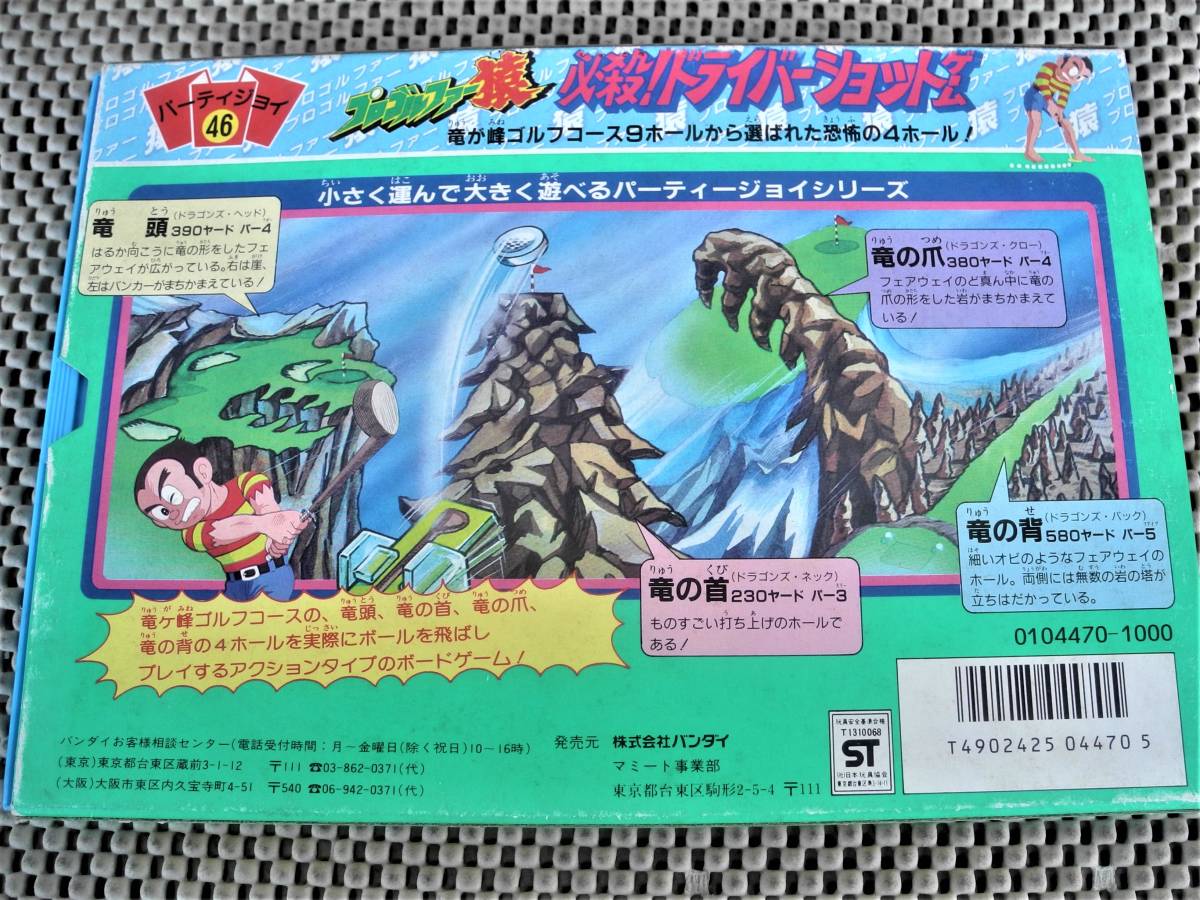 パーティジョイ
46
プロゴルファー猿
必殺!ドライバーショットゲーム
竜が峰ゴルフコース9ホールから選ばれた恐怖の4ホール!
小さく運んで大きく遊べるパーティージョイシリーズ
竜頭(ドラゴンズ・ヘッド)
390ヤード パー4
はるか向こうに竜の形をしたフェ
アウェイが広がっている。右は崖、
左はバンカーがまちかまえている!
竜の爪(ドラゴンズ・クロー)
380ヤード パー4
フェアウェイのど真ん中に竜の
爪の形をした岩がまちかまえて
いる!
竜の背(ドラゴンズ・バック)
580ヤード パー5
細いオビのようなフェアウェイの
ホール。両側には無数の岩の塔が
立ちはだかっている。
竜の首(ドラゴンズ・ネック)
230ヤード パー3
ものすごい打ち上げのホールで
ある!
竜ケ峰ゴルフコースの、竜頭、竜の首、竜の爪、
竜の背の4ホールを実際にボールを飛ばし
プレイするアクションタイプのボードゲーム!
0104470-1000
T4902425 04470 5
玩具安全基準合格
T1310068
ST
(社)日本玩具協会
バンダイお客様相談センター(電話受付時間:月~金曜日(除く祝日)10~16時)
(東京)東京都台東区蔵前3-1-12 〒111 ☎03-862-0371(代)
(大阪)大阪市東区内久宝寺町4-51 〒540 ☎06-942-0371(代)
発売元 株式会社バンダイ
マミート事業部
東京都台東区駒形2-5-4 〒111